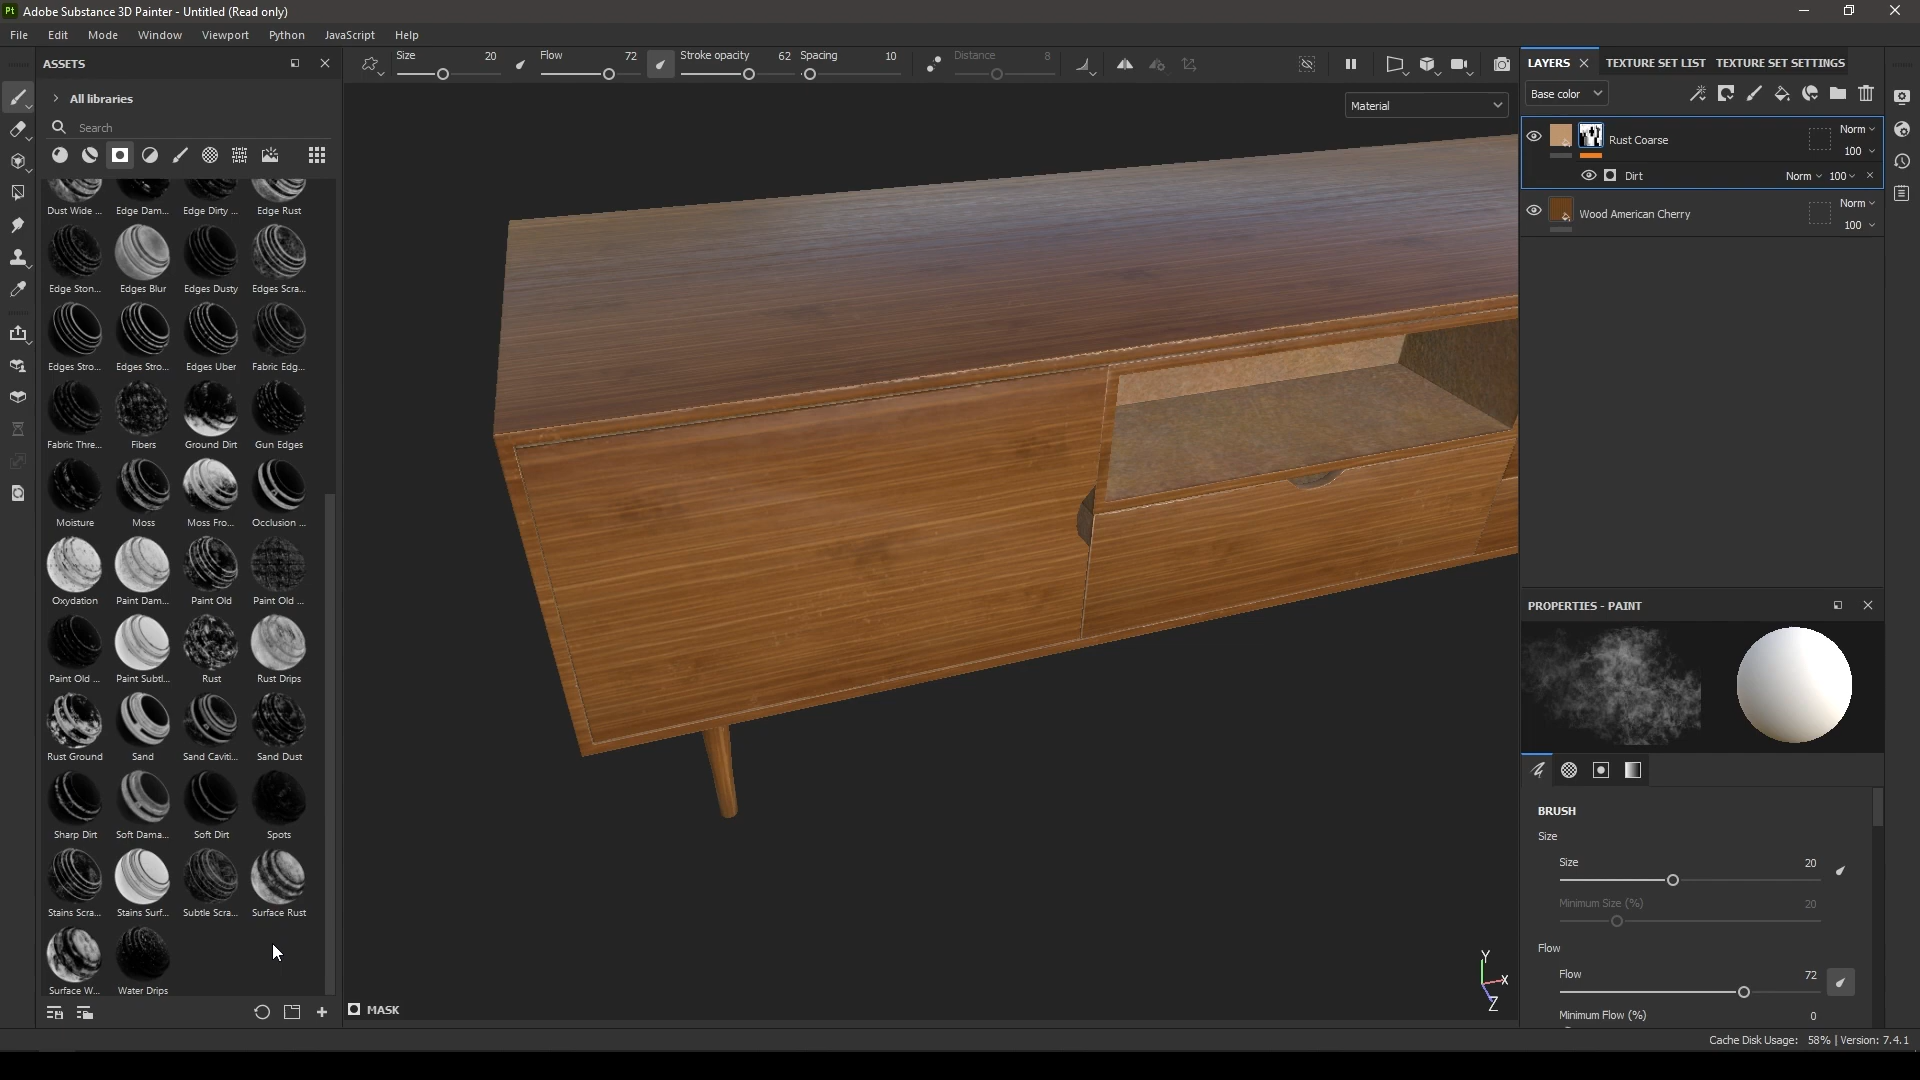 Pt Adobe Substance 3D Painter - Untitled (Read only)
File Edit Mode Window Viewport Python JavaScript Help
ASSETS
All libraries
Search
Dust Wide ... Edge Dam... Edge Dirty ... Edge Rust
Edge Ston... Edges Blur Edges Dusty Edges Scra...
Edges Stro... Edges Stro... Edges Uber Fabric Edg...
Fabric Thre... Fibers Ground Dirt Gun Edges
Moisture Moss Moss Fro... Occlusion ...
Oxydation Paint Dam... Paint Old Paint Old ...
Paint Old ... Paint Subtl... Rust Rust Drips
Rust Ground Sand Sand Caviti... Sand Dust
Sharp Dirt Soft Dama... Soft Dirt Spots
Stains Scra... Stains Surf... Subtle Scra... Surface Rust
Surface W... Water Drips
Size 20 Flow 72 Stroke opacity 62 Spacing 10 Distance 8
Material
Y
X
Z
MASK
LAYERS TEXTURE SET LIST TEXTURE SET SETTINGS
Base color
Rust Coarse Norm
100
Dirt Norm 100
Wood American Cherry Norm
100
PROPERTIES - PAINT
BRUSH
Size
Size 20
Minimum Size (%) 20
Flow
Flow 72
Minimum Flow (%) 0
Cache Disk Usage: 58% | Version: 7.4.1